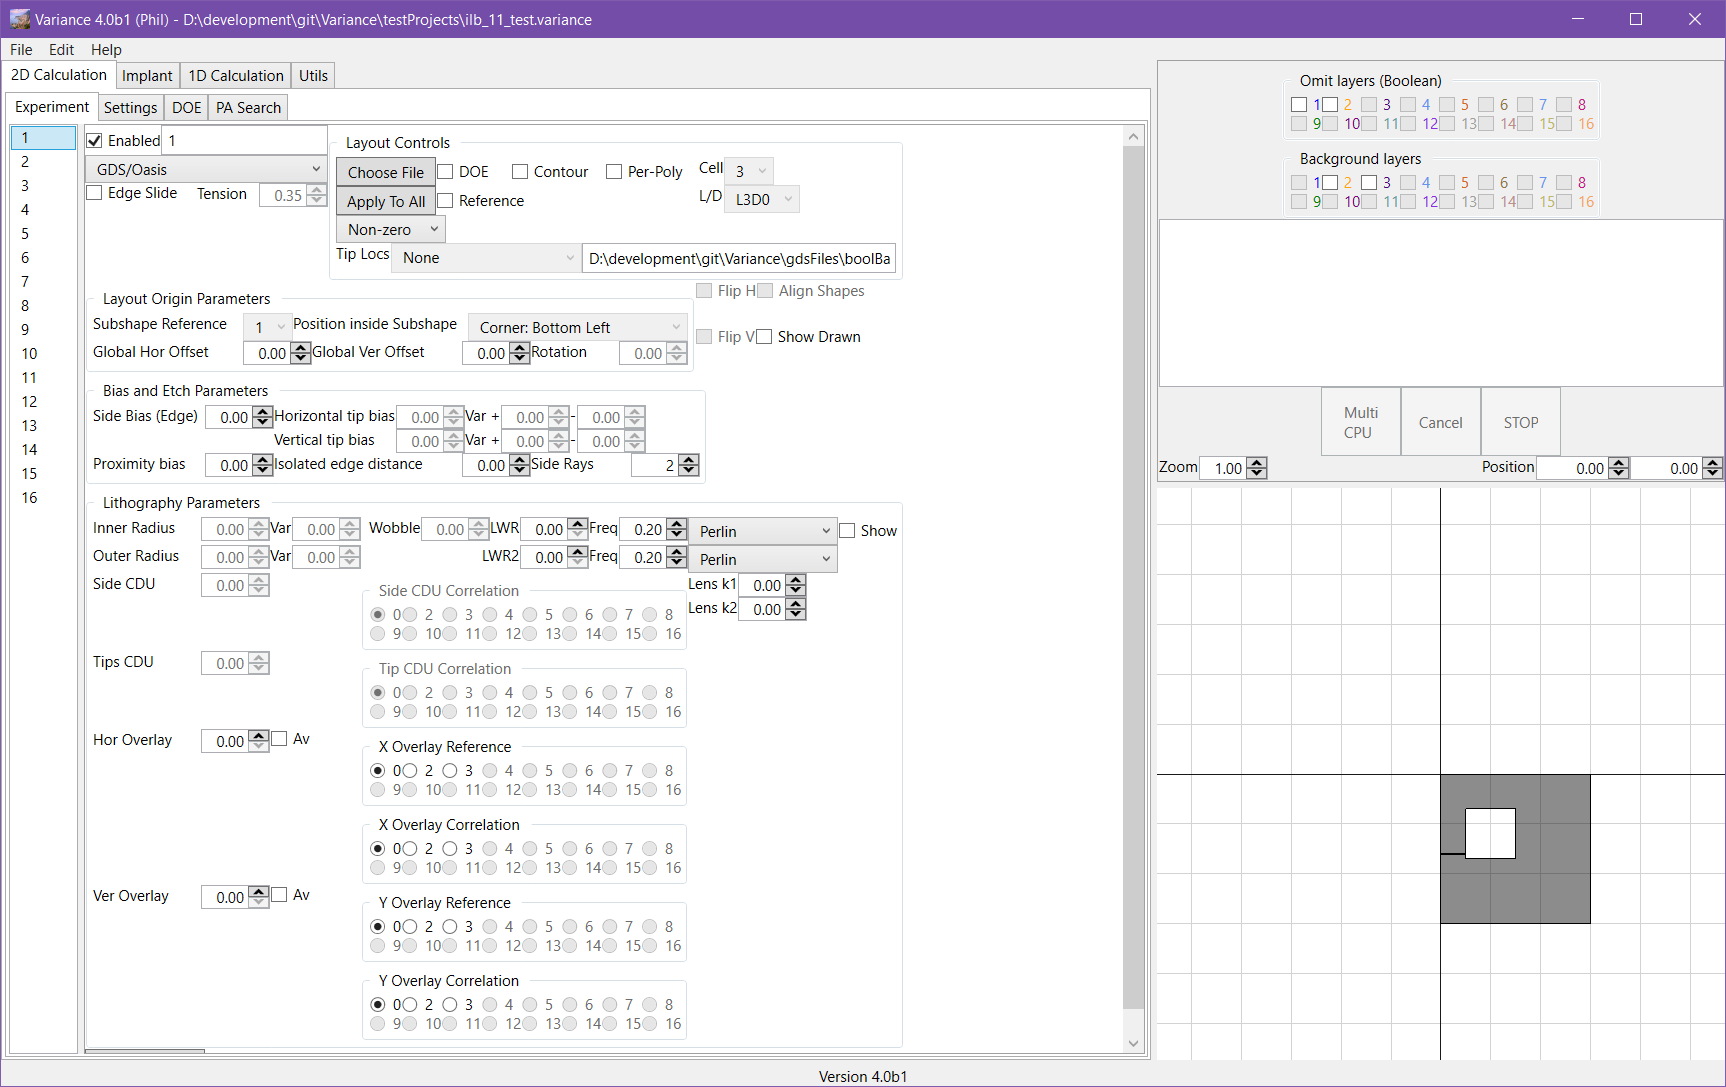 Variance 4.0b1 (Phil) - D:\development\git\Variance\testProjects\ilb_11_test.variance
File Edit Help
2D Calculation Implant 1D Calculation Utils
Experiment Settings DOE PA Search
1
2
3
4
5
6
7
8
9
10
11
12
13
14
15
16
Enabled 1
GDS/Oasis
Edge Slide Tension 0.35
Layout Controls
Choose File DOE Contour Per-Poly Cell 3
Apply To All Reference L/D L3D0
Non-zero
Tip Locs None D:\development\git\Variance\gdsFiles\boolBa
Layout Origin Parameters
Subshape Reference 1 Position inside Subshape Corner: Bottom Left
Global Hor Offset 0.00 Global Ver Offset 0.00 Rotation 0.00
Flip H Align Shapes
Flip V Show Drawn
Bias and Etch Parameters
Side Bias (Edge) 0.00 Horizontal tip bias 0.00 Var + 0.00 - 0.00
Vertical tip bias 0.00 Var + 0.00 - 0.00
Proximity bias 0.00 Isolated edge distance 0.00 Side Rays 2
Lithography Parameters
Inner Radius 0.00 Var 0.00 Wobble 0.00 LWR 0.00 Freq 0.20 Perlin Show
Outer Radius 0.00 Var 0.00 LWR2 0.00 Freq 0.20 Perlin
Side CDU 0.00 Lens k1 0.00
Lens k2 0.00
Side CDU Correlation
0 2 3 4 5 6 7 8
9 10 11 12 13 14 15 16
Tips CDU 0.00
Tip CDU Correlation
0 2 3 4 5 6 7 8
9 10 11 12 13 14 15 16
Hor Overlay 0.00 Av
X Overlay Reference
0 2 3 4 5 6 7 8
9 10 11 12 13 14 15 16
X Overlay Correlation
0 2 3 4 5 6 7 8
9 10 11 12 13 14 15 16
Ver Overlay 0.00 Av
Y Overlay Reference
0 2 3 4 5 6 7 8
9 10 11 12 13 14 15 16
Y Overlay Correlation
0 2 3 4 5 6 7 8
9 10 11 12 13 14 15 16
Omit layers (Boolean)
1 2 3 4 5 6 7 8
9 10 11 12 13 14 15 16
Background layers
1 2 3 4 5 6 7 8
9 10 11 12 13 14 15 16
Multi CPU Cancel STOP
Zoom 1.00 Position 0.00 0.00
Version 4.0b1